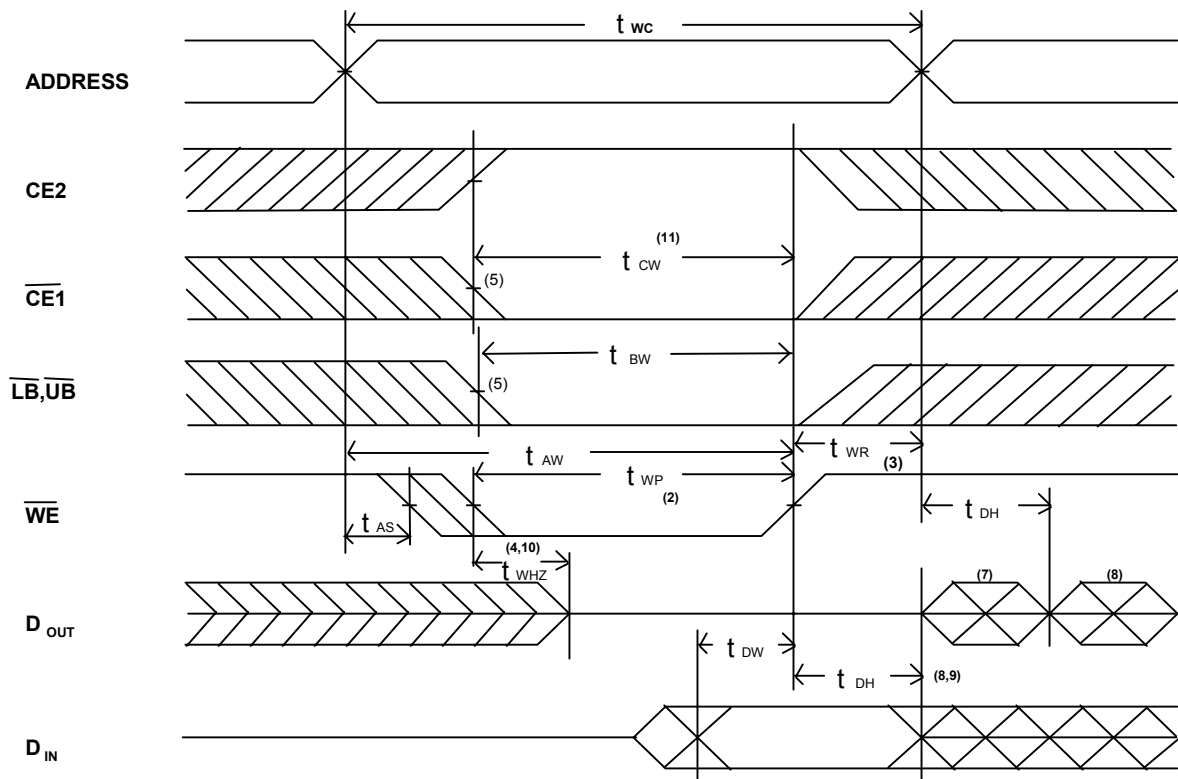 t WC
ADDRESS
CE2
(11)
t CW
CE1
(5)
t BW
LB,UB
(5)
t AW
t WR
(3)
t WP
(2)
WE
t AS
t DH
(4,10)
t WHZ
(7)
(8)
D OUT
t DW
t DH
(8,9)
D IN